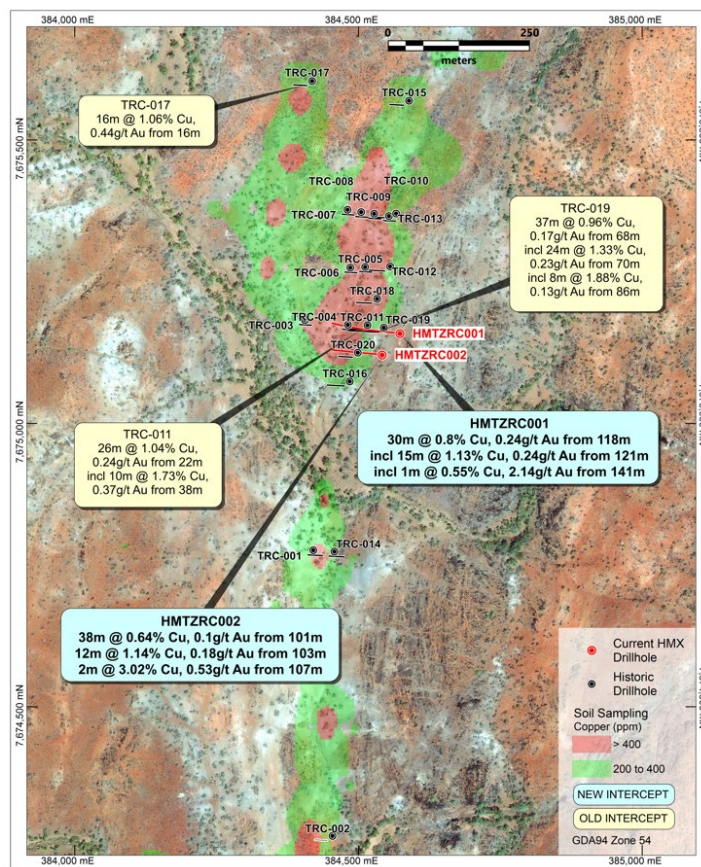 384,000 mE
384,500 mE
385,000 mE
0
250
meters
TRC-017
TRC-015
TRC-017
16m @ 1.06% Cu,
0.44g/t Au from 16m
7,675,500 mN
TRC-008
TRC-010
TRC-009
TRC-007
TRC-013
TRC-019
37m @ 0.96% Cu,
0.17g/t Au from 68m
incl 24m @ 1.33% Cu,
0.23g/t Au from 70m
incl 8m @ 1.88% Cu,
0.13g/t Au from 86m
TRC-005
TRC-006
TRC-012
TRC-018
TRC-003
TRC-004
TRC-011
TRC-019
HMTZRC001
TRC-020
HMTZRC002
TRC-016
TRC-011
26m @ 1.04% Cu,
0.24g/t Au from 22m
incl 10m @ 1.73% Cu,
0.37g/t Au from 38m
7,675,000 mN
HMTZRC001
30m @ 0.8% Cu, 0.24g/t Au from 118m
incl 15m @ 1.13% Cu, 0.24g/t Au from 121m
incl 1m @ 0.55% Cu, 2.14g/t Au from 141m
TRC-001
TRC-014
HMTZRC002
38m @ 0.64% Cu, 0.1g/t Au from 101m
12m @ 1.14% Cu, 0.18g/t Au from 103m
2m @ 3.02% Cu, 0.53g/t Au from 107m
7,674,500 mN
TRC-002
Current HMX
Drillhole
Historic
Drillhole
Soil Sampling
Copper (ppm)
> 400
200 to 400
NEW INTERCEPT
OLD INTERCEPT
GDA94 Zone 54
384,000 mE
384,500 mE
385,000 mE